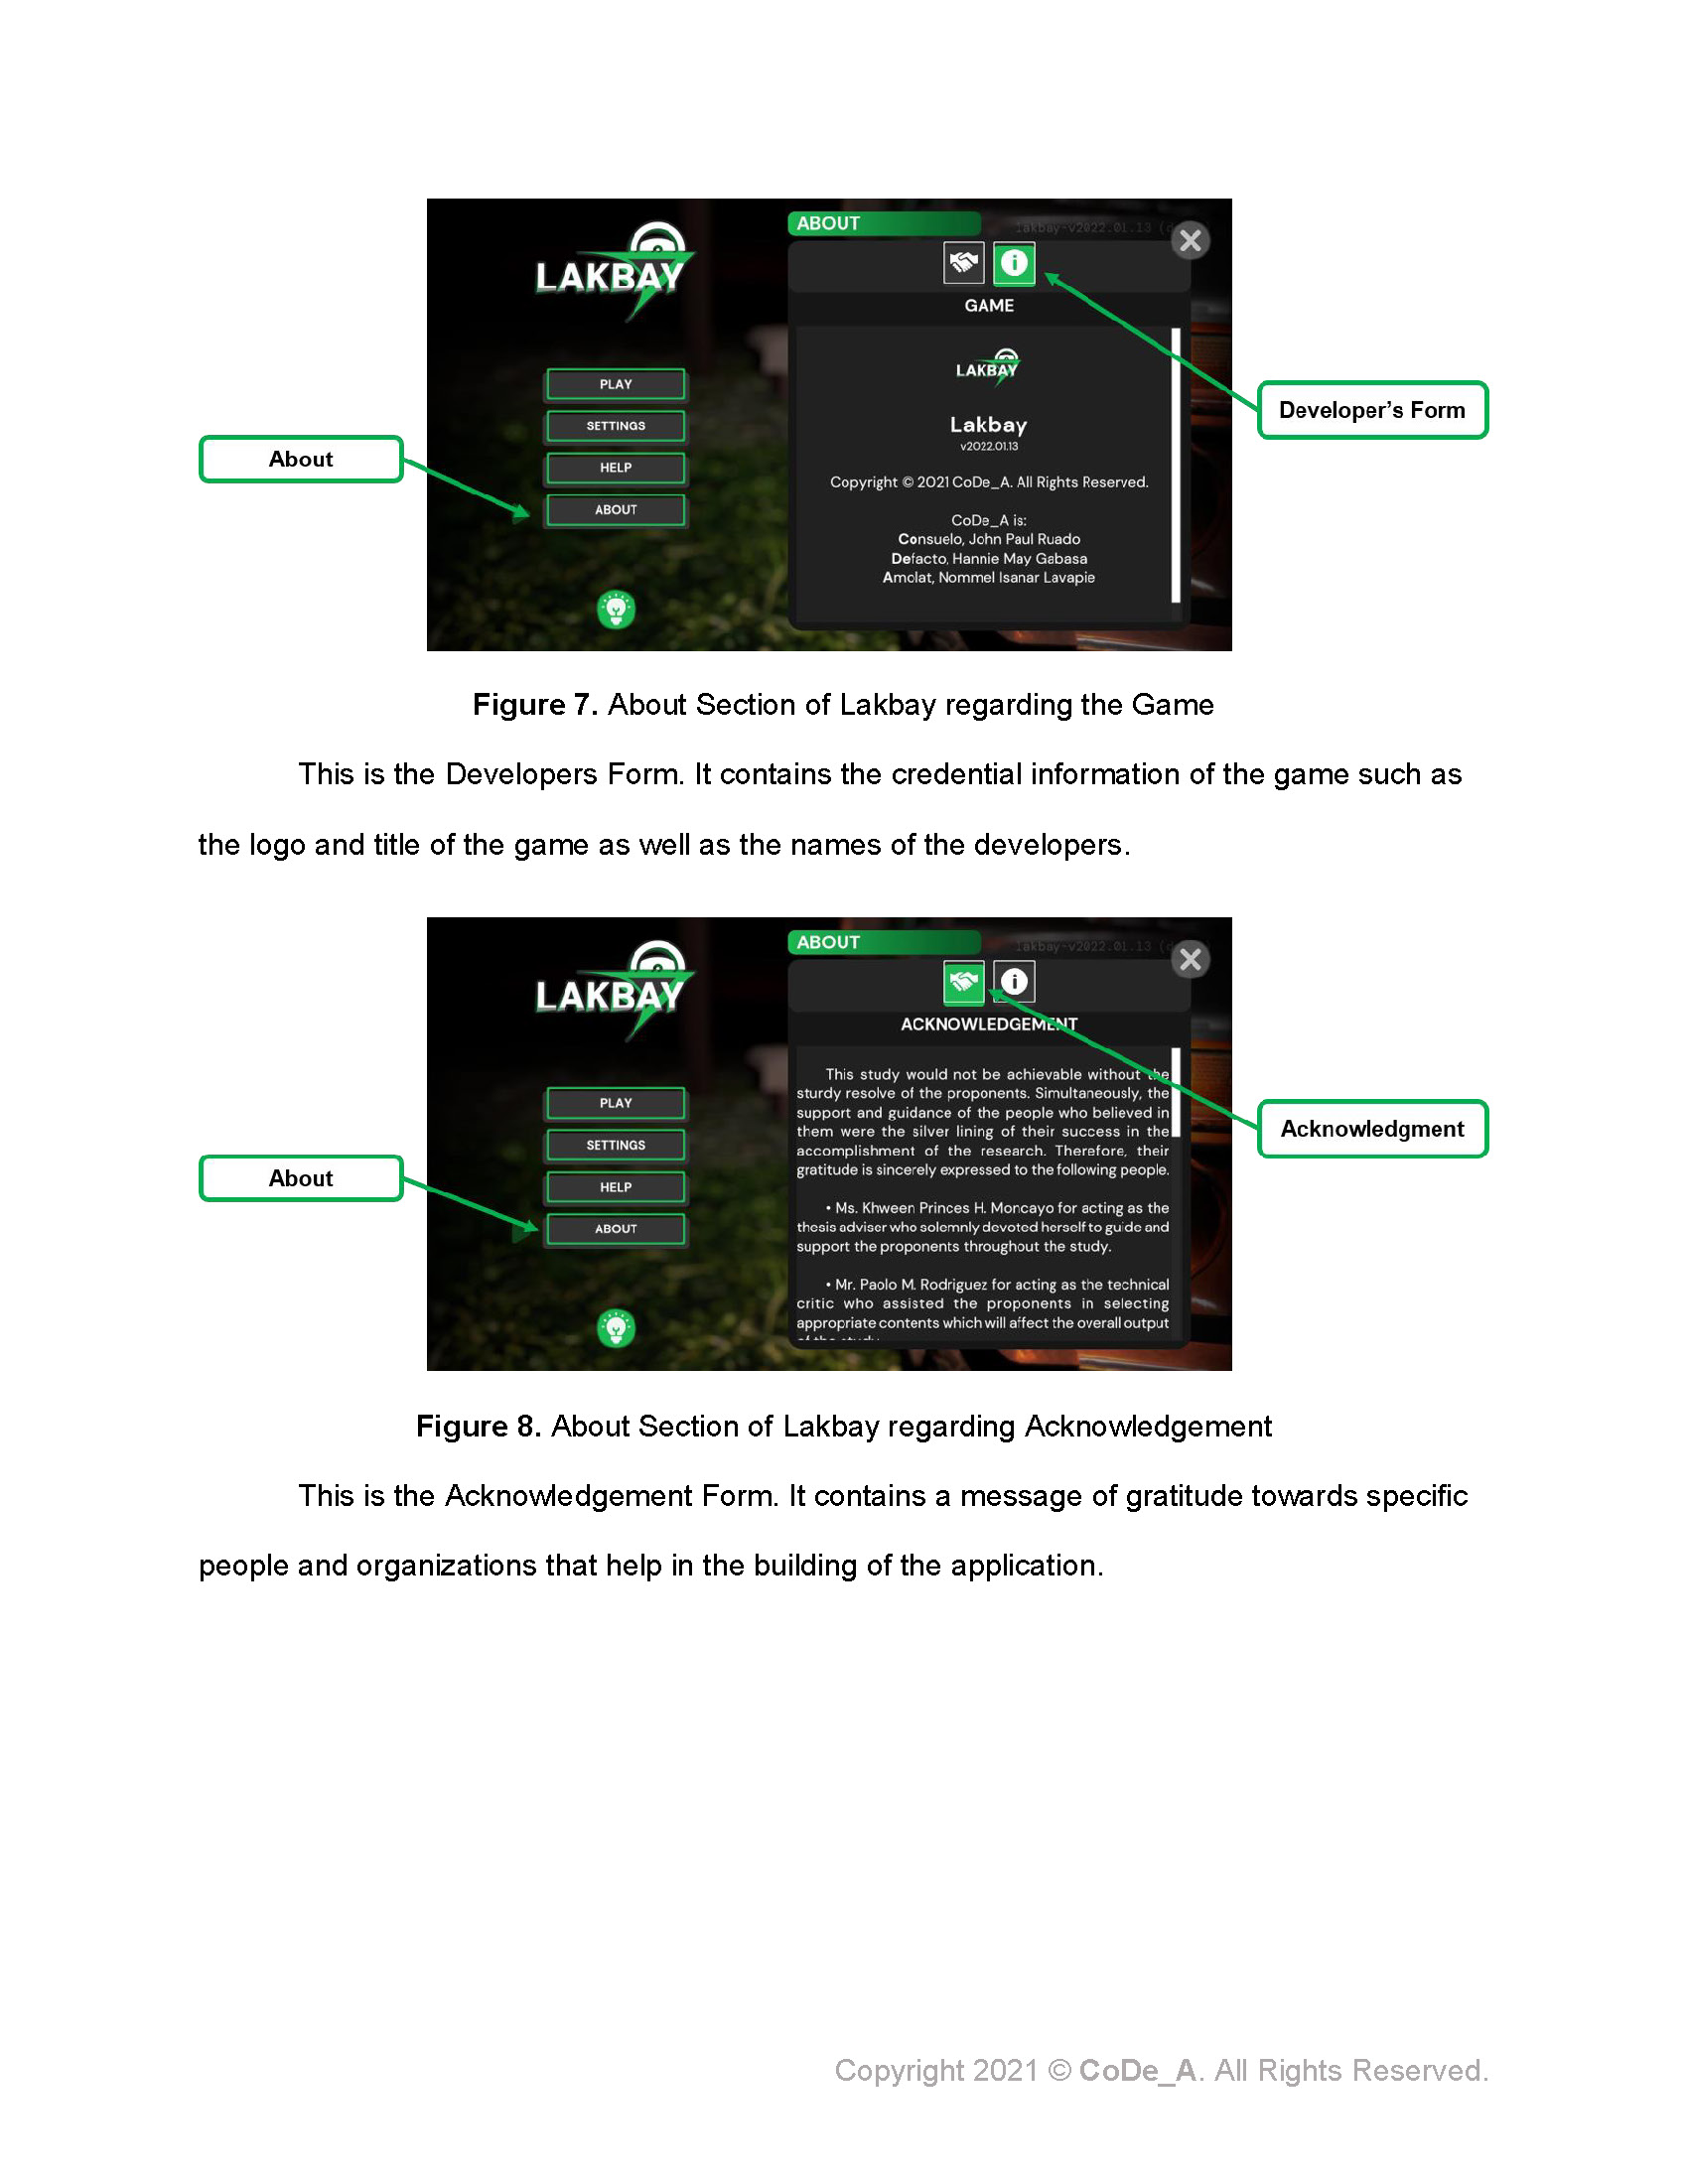 LAKBAY
PLAY
SETTINGS
HELP
ABOUT
About
ABOUT
lakbay-v2022.01.13 (d
GAME
LAKBAY
Lakbay
v2022.01.13
Copyright © 2021 CoDe_A. All Rights Reserved.
CoDe_A is:
Consuelo, John Paul Ruado
Defacto, Hannie May Gabasa
Amolat, Nommel Isanar Lavapie
Developer’s Form
Figure 7. About Section of Lakbay regarding the Game
This is the Developers Form. It contains the credential information of the game such as
the logo and title of the game as well as the names of the developers.
LAKBAY
PLAY
SETTINGS
HELP
ABOUT
About
ABOUT
lakbay-v2022.01.13 (d
ACKNOWLEDGEMENT
This study would not be achievable without the
sturdy resolve of the proponents. Simultaneously, the
support and guidance of the people who believed in
them were the silver lining of their success in the
accomplishment of the research. Therefore, their
gratitude is sincerely expressed to the following people.
• Ms. Khween Princes H. Moncayo for acting as the
thesis adviser who solemnly devoted herself to guide and
support the proponents throughout the study.
• Mr. Paolo M. Rodriguez for acting as the technical
critic who assisted the proponents in selecting
appropriate contents which will affect the overall output
of the study.
Acknowledgment
Figure 8. About Section of Lakbay regarding Acknowledgement
This is the Acknowledgement Form. It contains a message of gratitude towards specific
people and organizations that help in the building of the application.
Copyright 2021 © CoDe_A. All Rights Reserved.